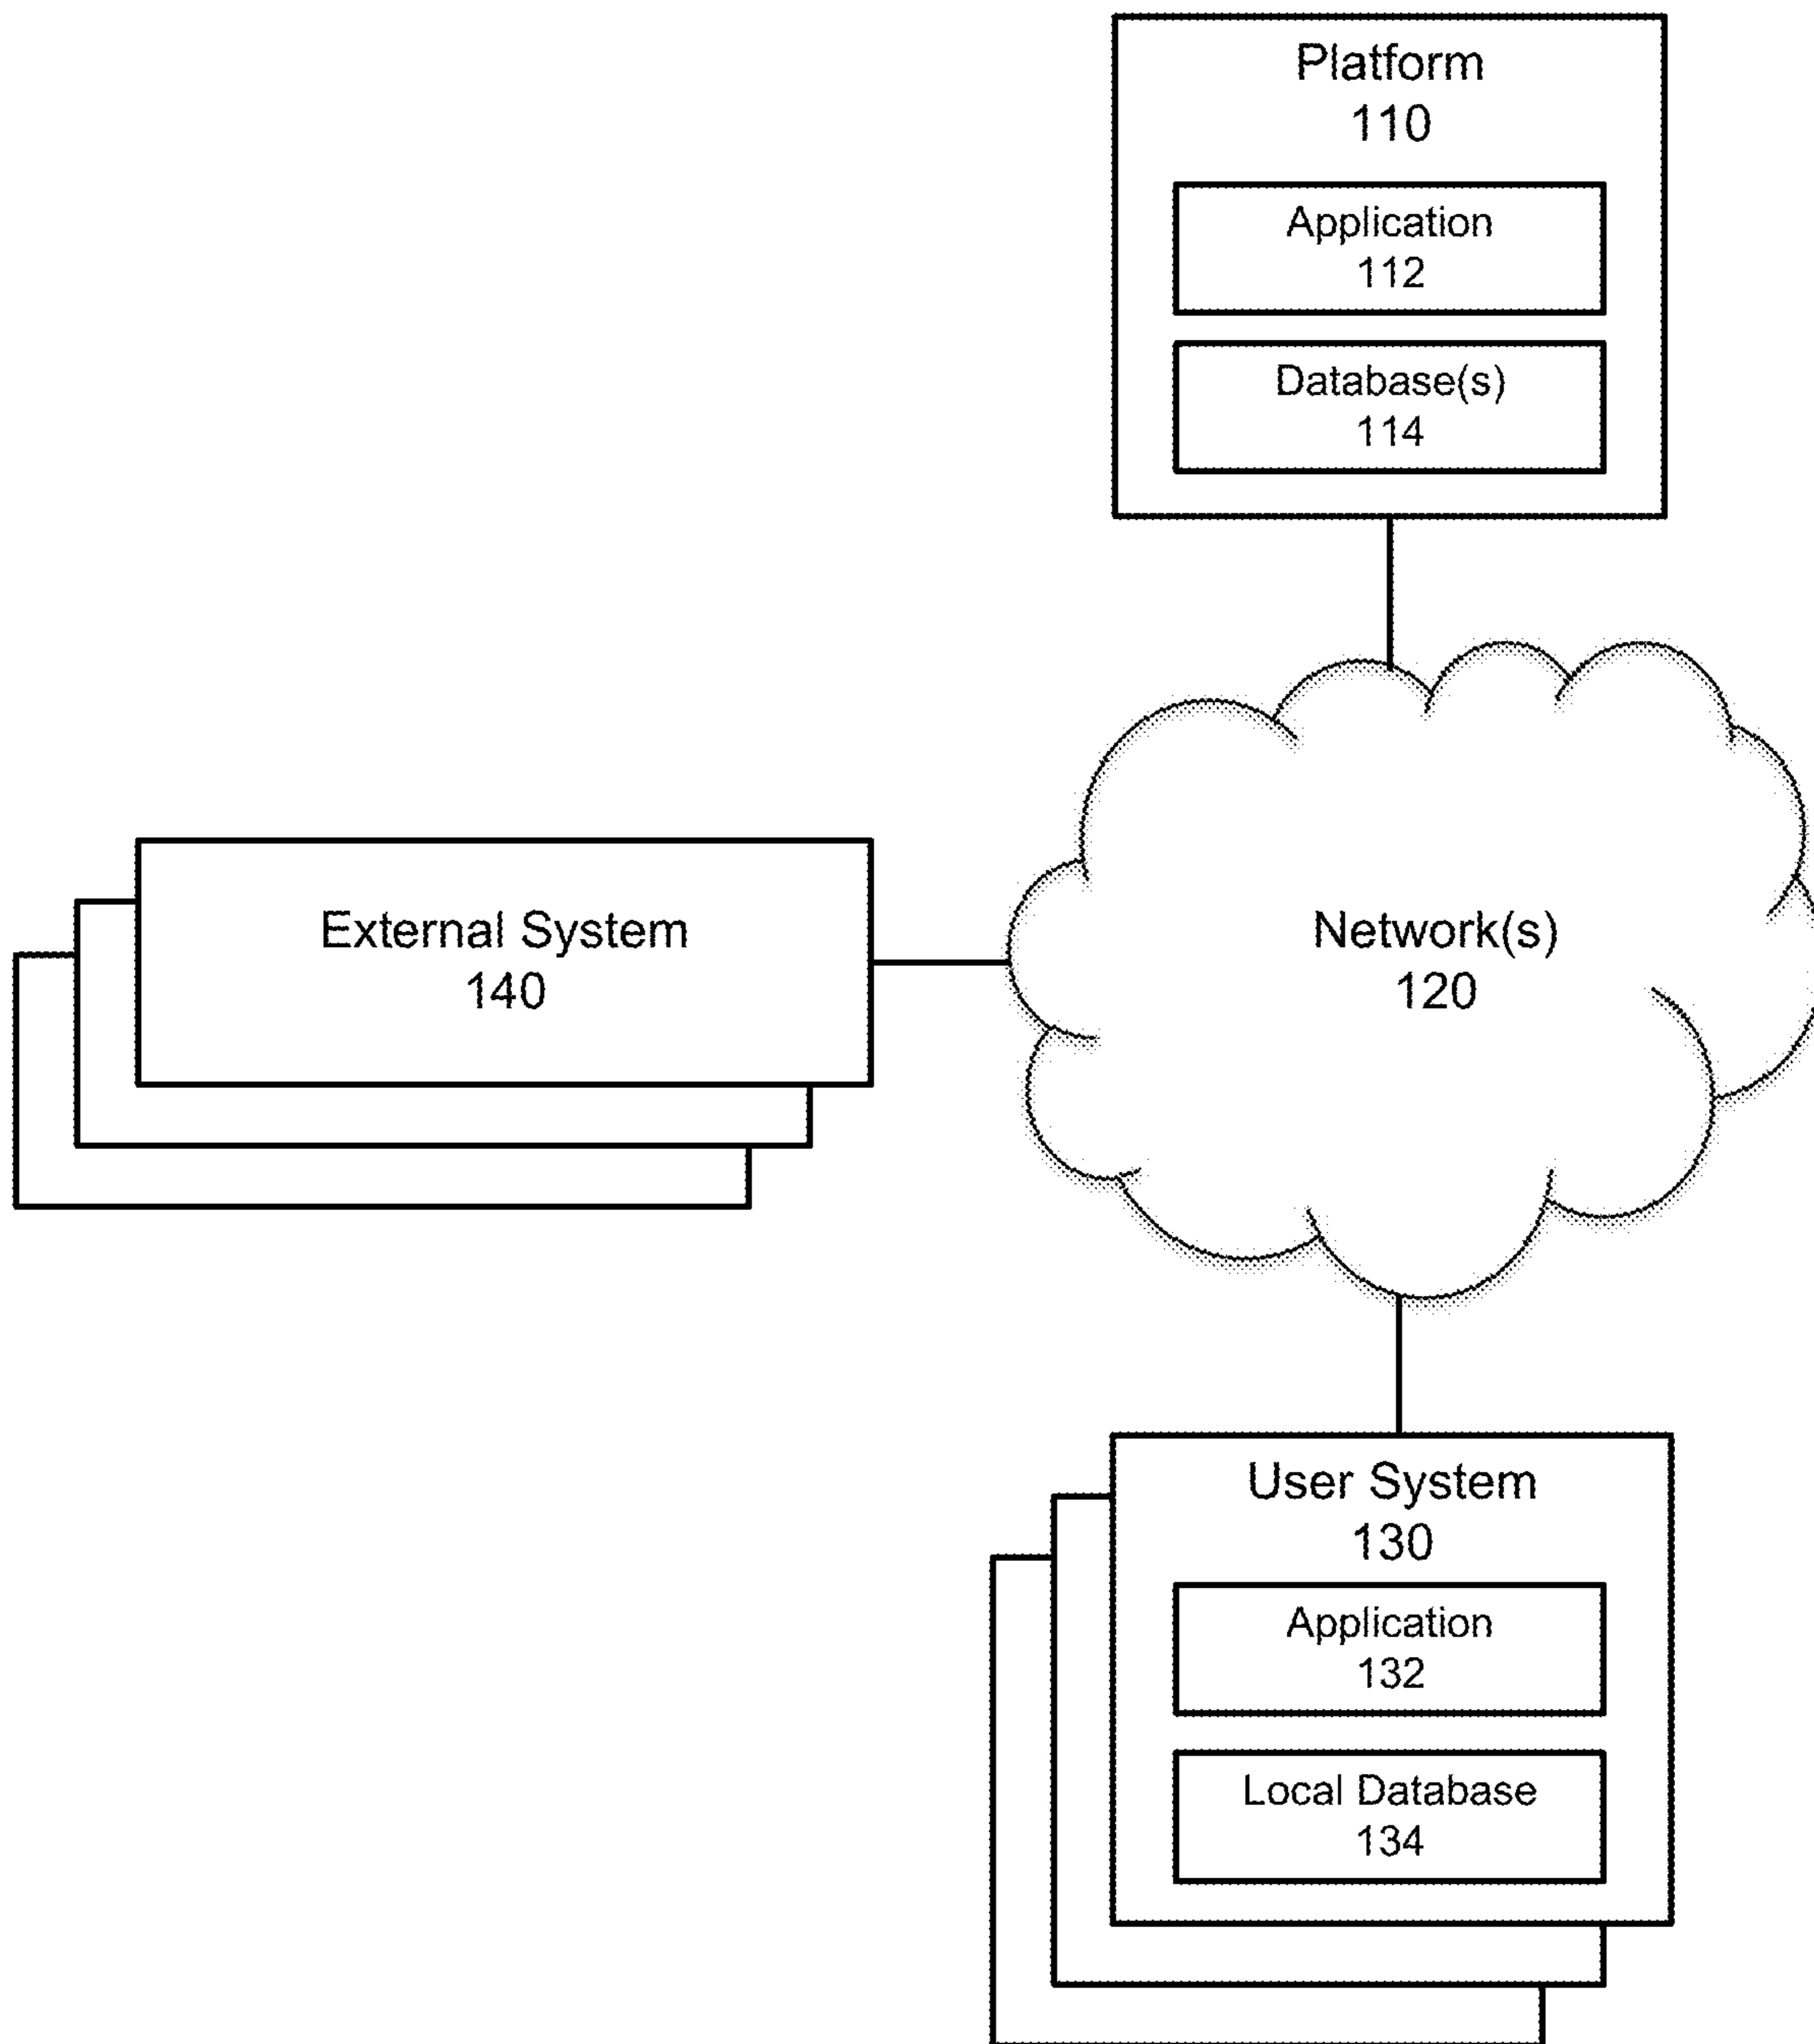 Platform
110
Application
112
Database(s)
114
External System
140
Network(s)
120
User System
130
Application
132
Local Database
134